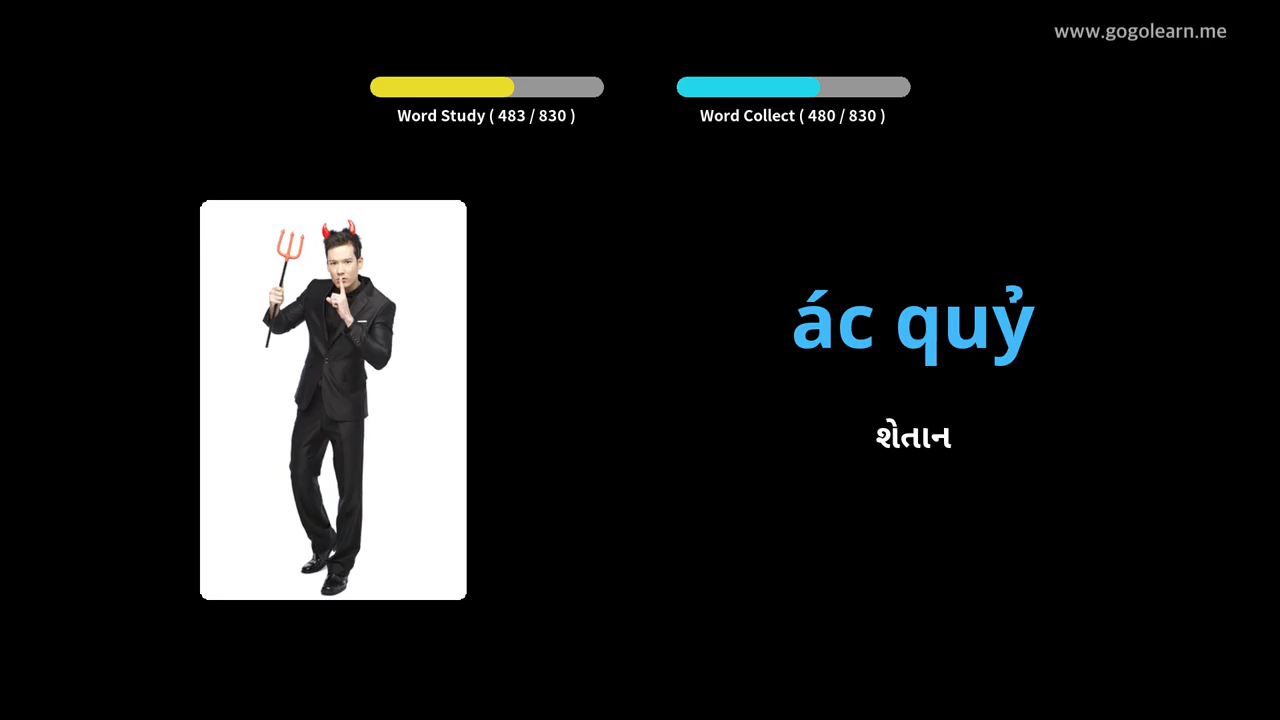 www.gogolearn.me
Word Study ( 483 / 830 )
Word Collect ( 480 / 830 )
ác quỷ
શેતાન